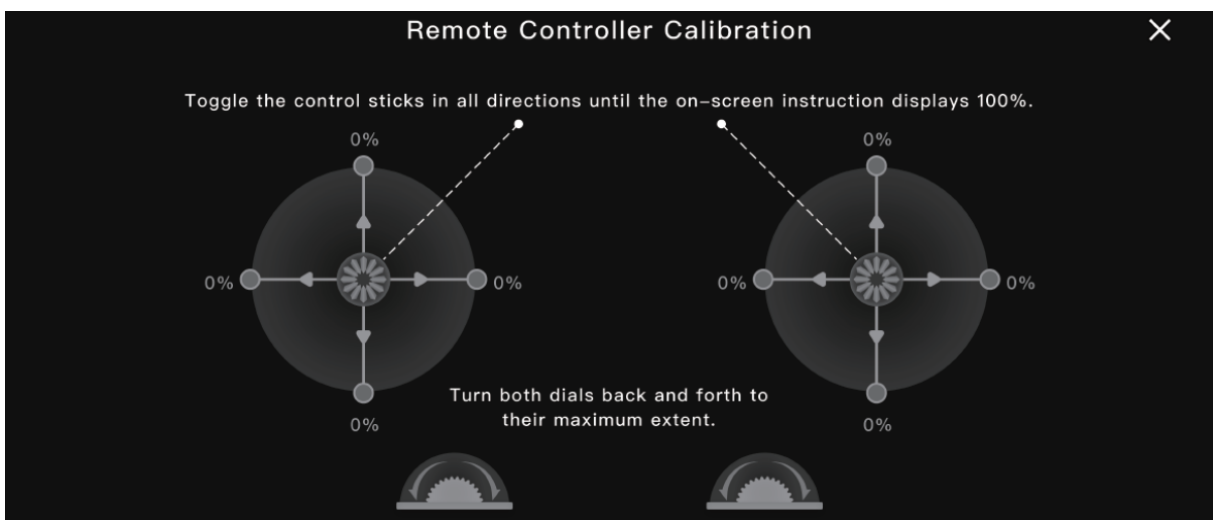 Remote Controller Calibration
Toggle the control sticks in all directions until the on-screen instruction displays 100%.
0%
0%
0%
0%
0%
0%
Turn both dials back and forth to
their maximum extent.
0%
0%